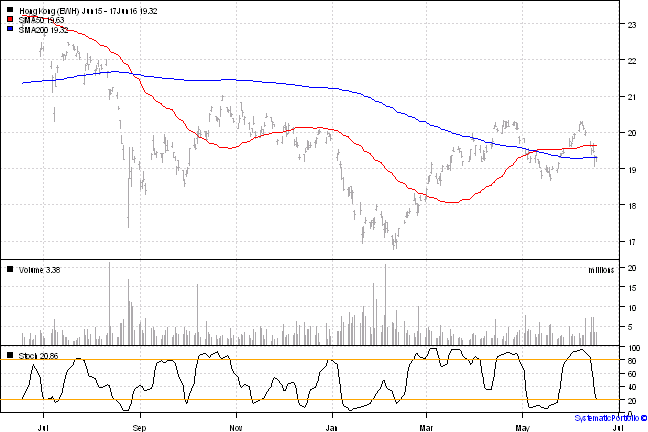 Hong Kong (EWH) Jun15 - 17Jun16 19.32
SMA50 19.63
SMA200 19.32
23
22
21
20
19
18
17
Volume 3.38
millions
20
15
10
5
Stoch 20.86
100
80
60
40
20
0
Jul
Sep
Nov
Jan
Mar
May
Jul
SystematicPortfolio ©